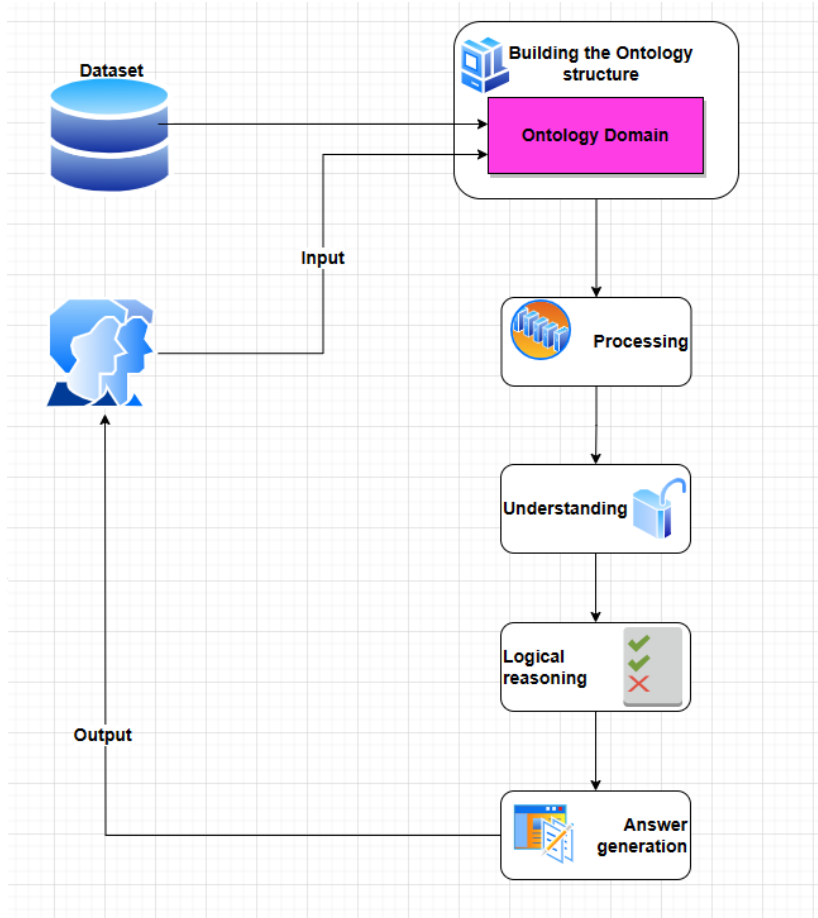 Dataset
Building the Ontology
structure
Ontology Domain
Input
Processing
Understanding
Logical
reasoning
Output
Answer
generation